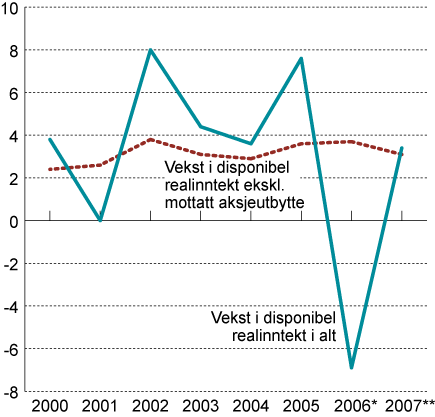 10
8
6
4
2
0
-2
-4
-6
-8
Vekst i disponibel
realinntekt ekskl.
mottatt aksjeutbytte
Vekst i disponibel
realinntekt i alt
2000 2001 2002 2003 2004 2005 2006* 2007**